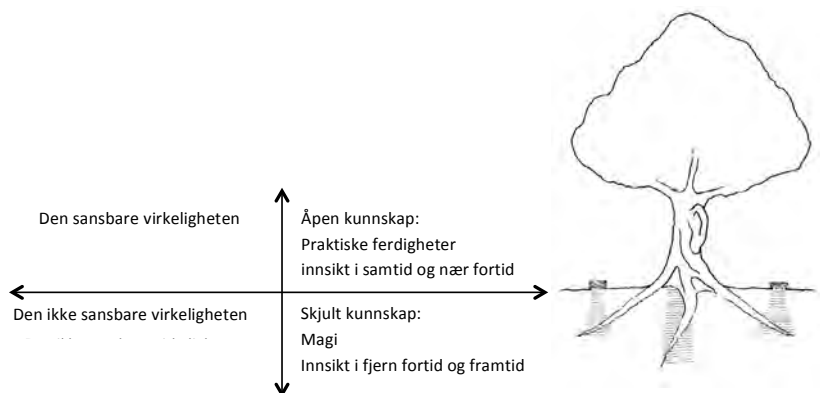 Den sansbare virkeligheten
Åpen kunnskap:
Praktiske ferdigheter
innsikt i samtid og nær fortid
Den ikke sansbare virkeligheten
Skjult kunnskap:
Magi
Innsikt i fjern fortid og framtid